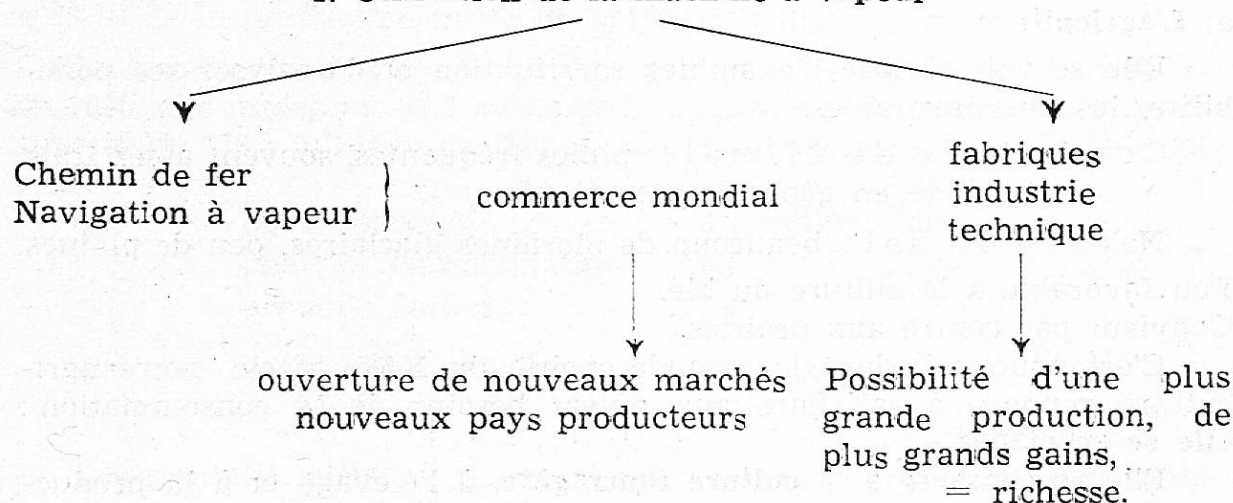 Chemin de fer
Navigation à vapeur
commerce mondial
fabriques
industrie
technique
ouverture de nouveaux marchés
nouveaux pays producteurs
Possibilité d'une plus
grande production, de
plus grands gains,
= richesse.